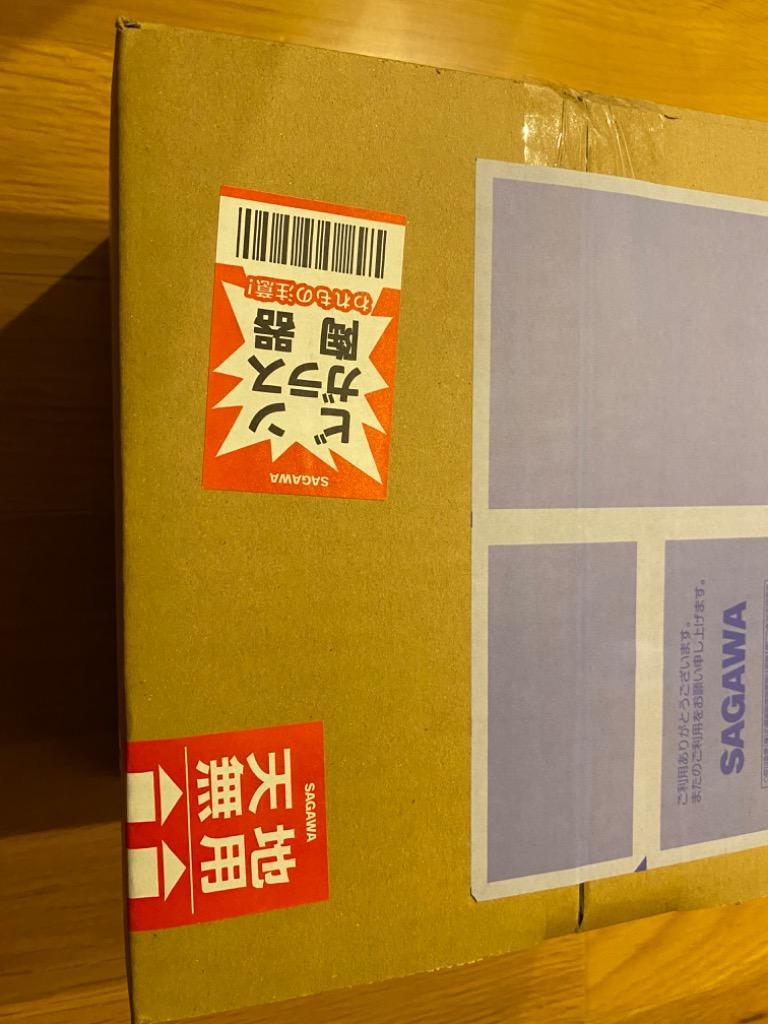 SAGAWA
ビン
ガラス
陶器
われもの注意!
SAGAWA
天地
無用
ご利用ありがとうございます。
またのご利用をお願い申し上げます。
SAGAWA